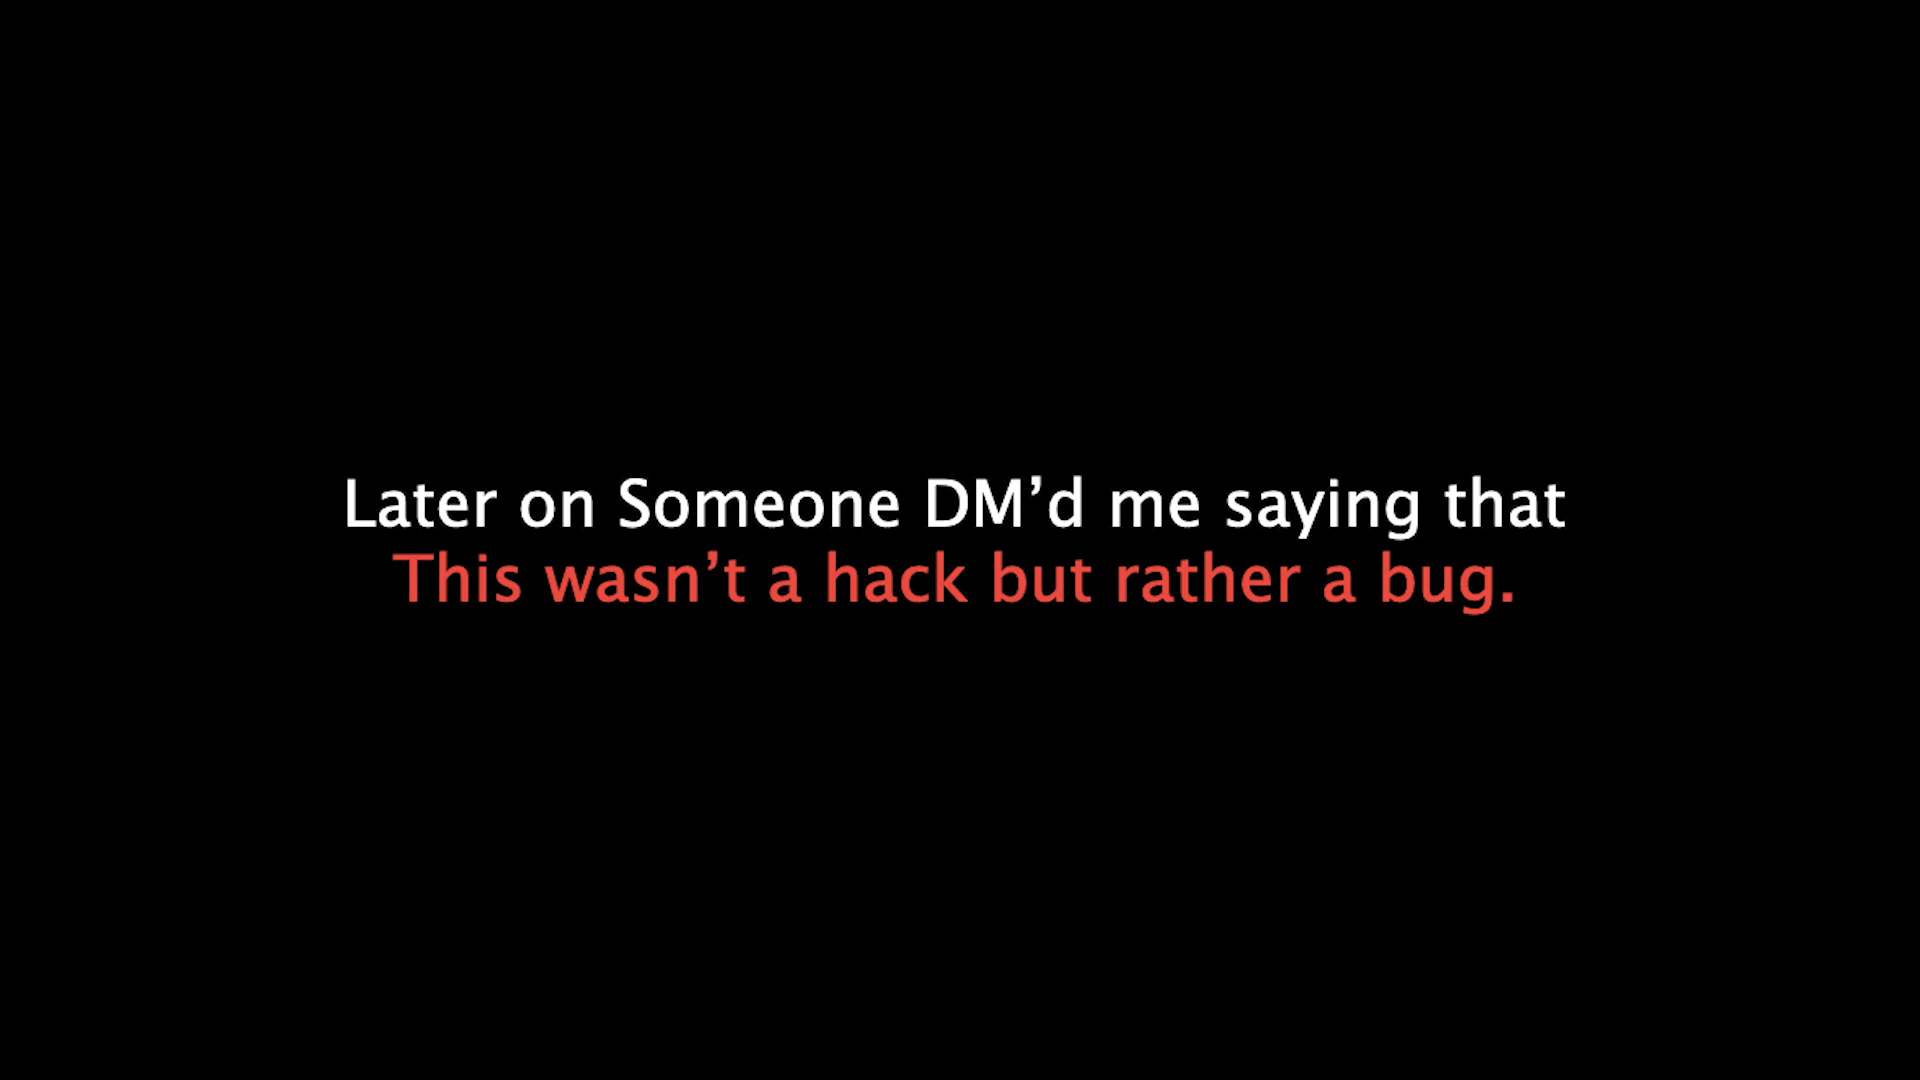 Later on Someone DM’d me saying that
This wasn’t a hack but rather a bug.